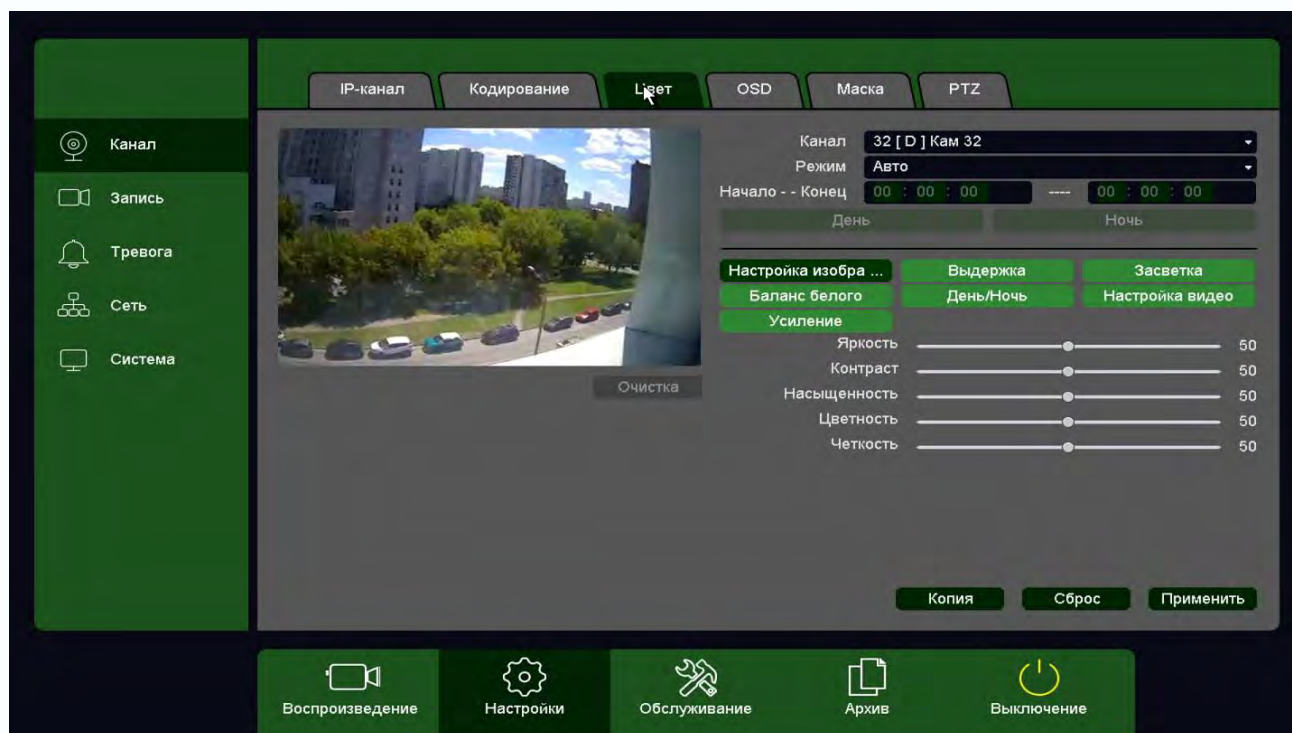 IP-канал Кодирование Цвет OSD Маска PTZ
Канал
Запись
Тревога
Сеть
Система
Очистка
Канал 32 [ D ] Кам 32
Режим Авто
Начало - - Конец 00 : 00 : 00 ---- 00 : 00 : 00
День Ночь
Настройка изобра ... Выдержка Засветка
Баланс белого День/Ночь Настройка видео
Усиление
Яркость 50
Контраст 50
Насыщенность 50
Цветность 50
Четкость 50
Копия Сброс Применить
Воспроизведение Настройки Обслуживание Архив Выключение